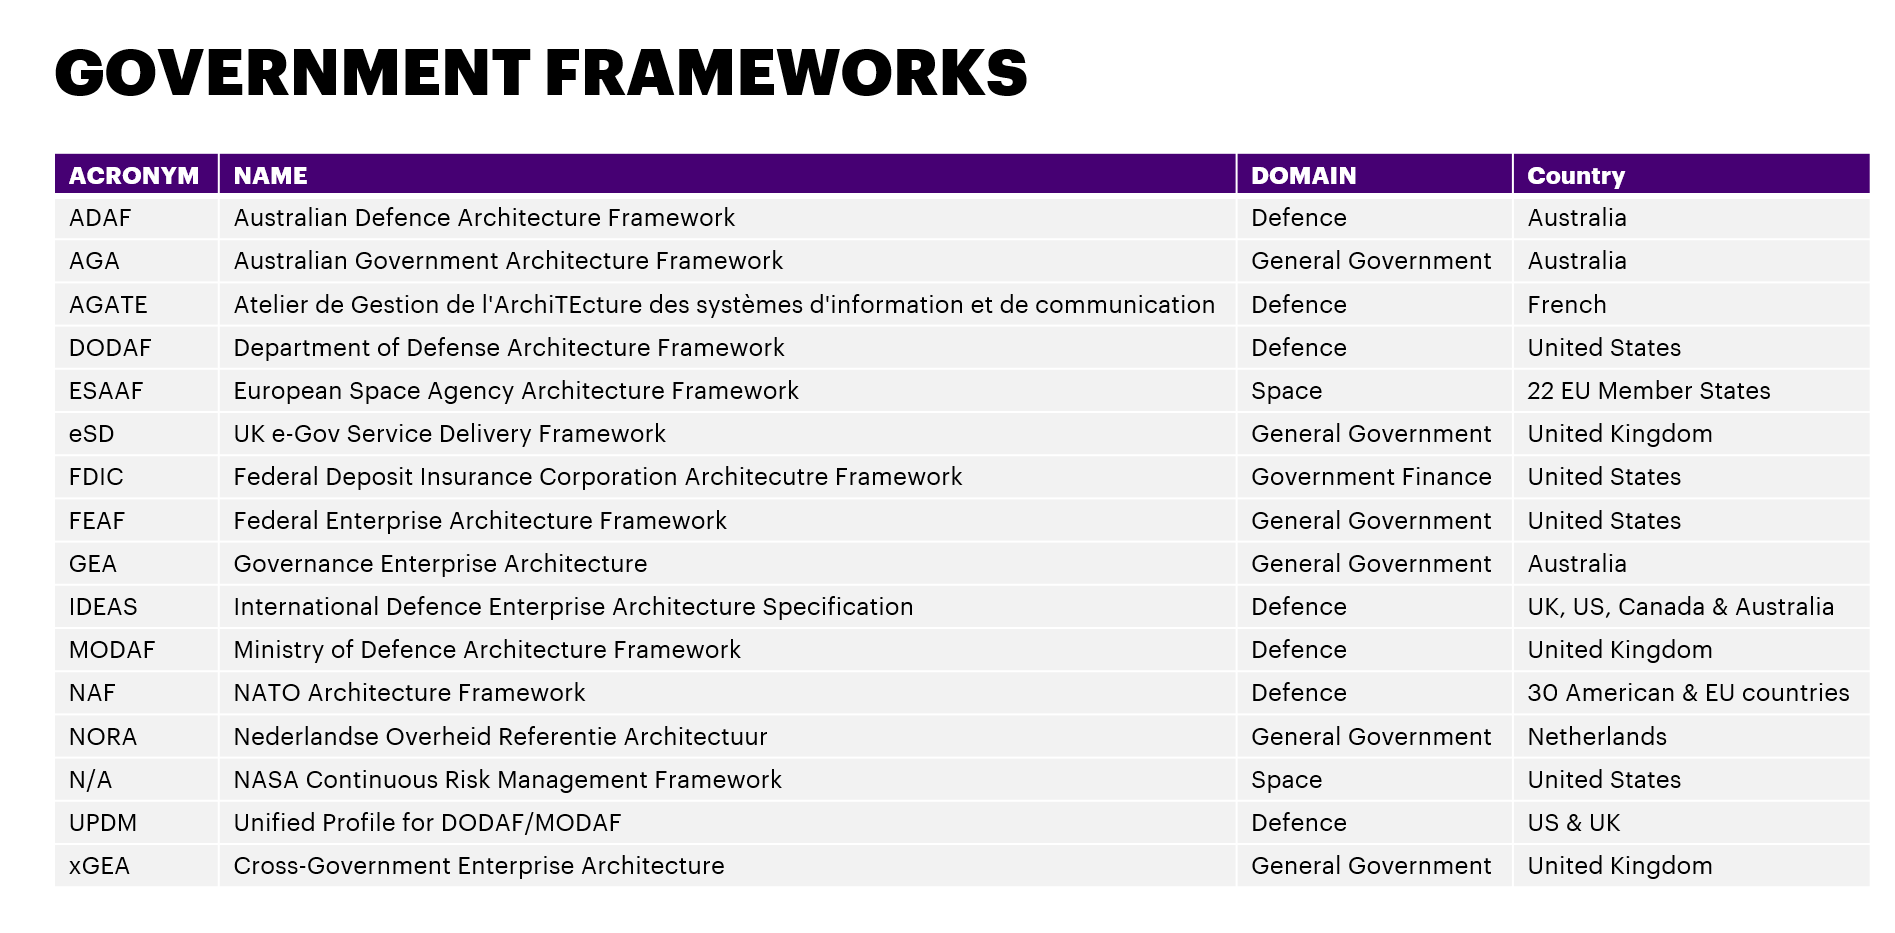 GOVERNMENT FRAMEWORKS
ACRONYM NAME DOMAIN Country
ADAF Australian Defence Architecture Framework Defence Australia
AGA Australian Government Architecture Framework General Government Australia
AGATE Atelier de Gestion de l'ArchiTEcture des systèmes d'information et de communication Defence French
DODAF Department of Defense Architecture Framework Defence United States
ESAAF European Space Agency Architecture Framework Space 22 EU Member States
eSD UK e-Gov Service Delivery Framework General Government United Kingdom
FDIC Federal Deposit Insurance Corporation Architecutre Framework Government Finance United States
FEAF Federal Enterprise Architecture Framework General Government United States
GEA Governance Enterprise Architecture General Government Australia
IDEAS International Defence Enterprise Architecture Specification Defence UK, US, Canada & Australia
MODAF Ministry of Defence Architecture Framework Defence United Kingdom
NAF NATO Architecture Framework Defence 30 American & EU countries
NORA Nederlandse Overheid Referentie Architectuur General Government Netherlands
N/A NASA Continuous Risk Management Framework Space United States
UPDM Unified Profile for DODAF/MODAF Defence US & UK
xGEA Cross-Government Enterprise Architecture General Government United Kingdom